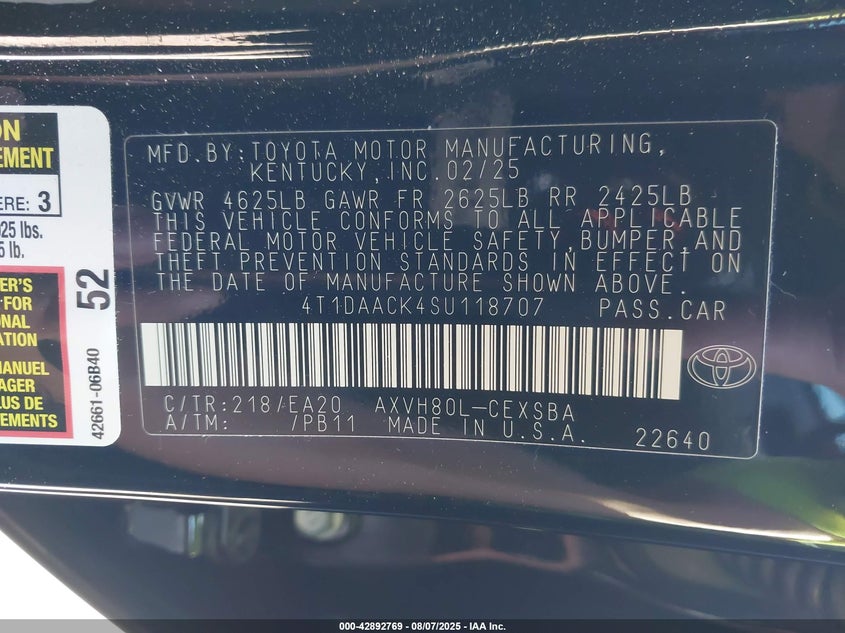 ON
EMENT
ERE: 3
025 lbs.
5 lb.
ER'S
FOR
ONAL
ATION
MANUEL
AGER
LUS DE
TEMENTS
52
42661-06B40
MFD.BY:TOYOTA MOTOR MANUFACTURING,
KENTUCKY,INC.02/25
GVWR 4625LB GAWR FR 2625LB RR 2425LB
THIS VEHICLE CONFORMS TO ALL APPLICABLE
FEDERAL MOTOR VEHICLE SAFETY,BUMPER,AND
THEFT PREVENTION STANDARDS IN EFFECT ON
THE DATE OF MANUFACTURE SHOWN ABOVE.
4T1DAACK4SU118707 PASS.CAR
C/TR:218/EA20 AXVH80L-CEXSBA
A/TM: /PB11 MADE IN U.S.A. 22640
000-42892769 - 08/07/2025 - IAA Inc.